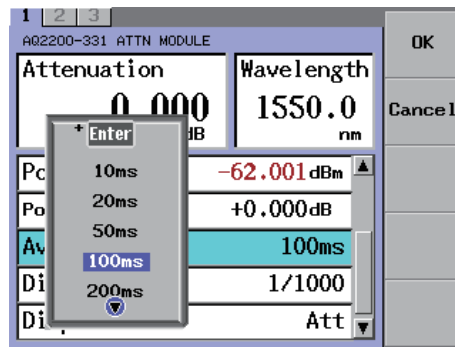 1 2 3
AQ2200-331 ATTN MODULE
OK
Attenuation
Wavelength
0.000
dB
1550.0
nm
Cancel
Enter
10ms
20ms
50ms
100ms
200ms
-62.001dBm
+0.000dB
100ms
1/1000
Att